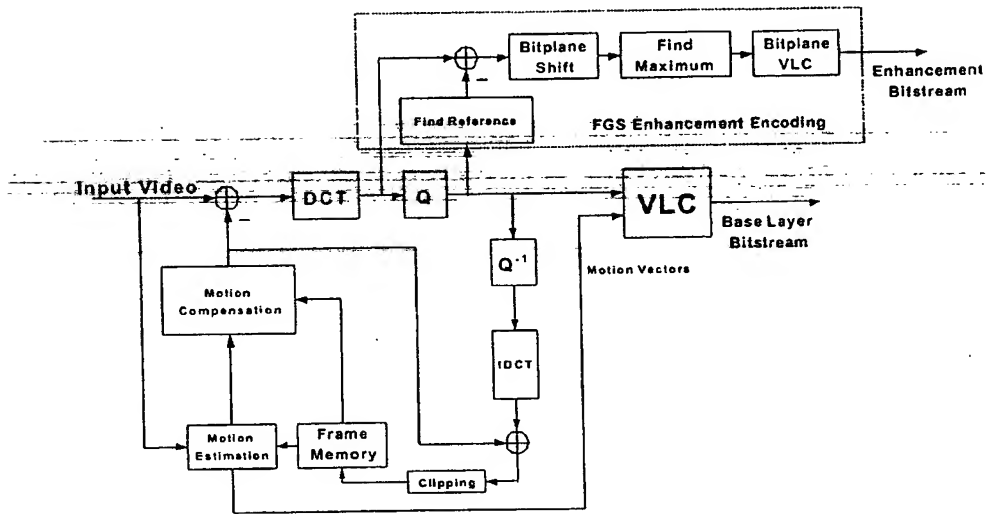 Bitplane
Shift
Find
Maximum
Bitplane
VLC
Enhancement
Bitstream
Find Reference
FGS Enhancement Encoding
Input Video
DCT
Q
VLC
Base Layer
Bitstream
Q-1
Motion Vectors
Motion
Compensation
IDCT
Motion
Estimation
Frame
Memory
Clipping